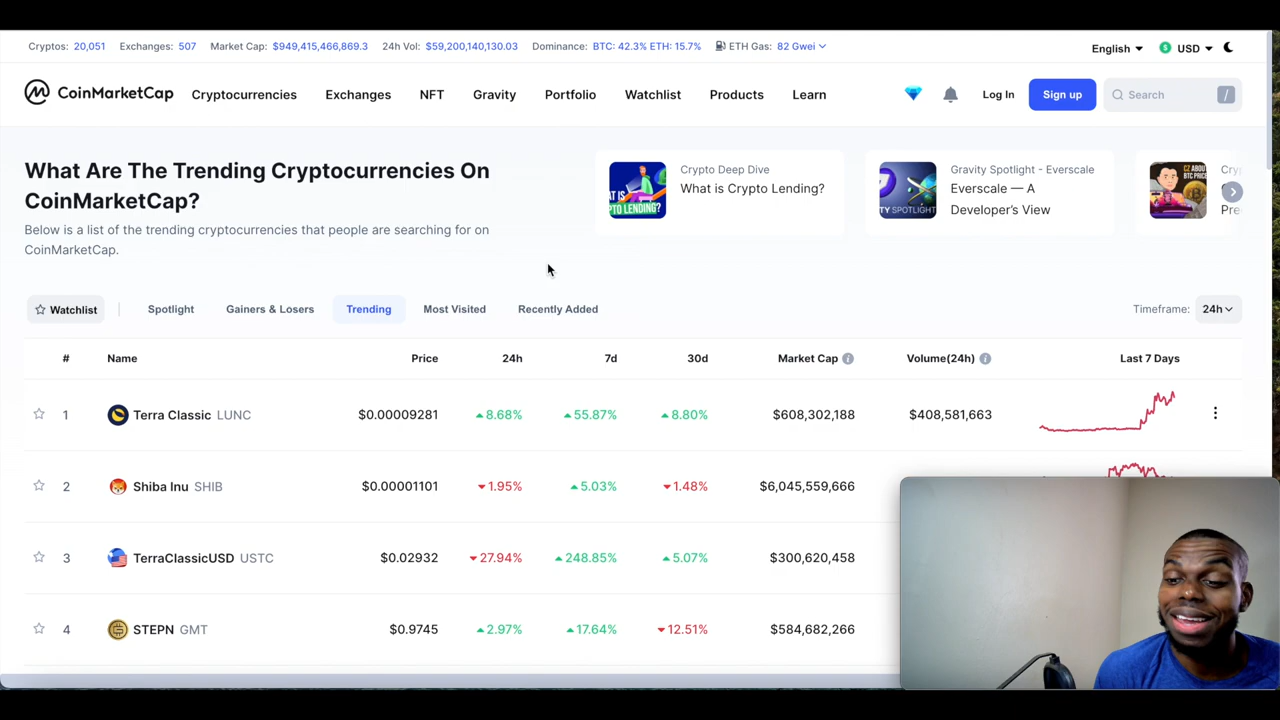 Cryptos: 20,051 Exchanges: 507 Market Cap: $949,415,466,869.3 24h Vol: $59,200,140,130.03 Dominance: BTC: 42.3% ETH: 15.7% ETH Gas: 82 Gwei
English USD
CoinMarketCap Cryptocurrencies Exchanges NFT Gravity Portfolio Watchlist Products Learn Log In Sign up Search /
What Are The Trending Cryptocurrencies On
CoinMarketCap?
Below is a list of the trending cryptocurrencies that people are searching for on
CoinMarketCap.
Crypto Deep Dive
What is Crypto Lending?
Gravity Spotlight - Everscale
Everscale — A
Developer's View
Watchlist Spotlight Gainers & Losers Trending Most Visited Recently Added Timeframe: 24h
# Name Price 24h 7d 30d Market Cap Volume(24h) Last 7 Days
1 Terra Classic LUNC $0.00009281 8.68% 55.87% 8.80% $608,302,188 $408,581,663
2 Shiba Inu SHIB $0.00001101 1.95% 5.03% 1.48% $6,045,559,666
3 TerraClassicUSD USTC $0.02932 27.94% 248.85% 5.07% $300,620,458
4 STEPN GMT $0.9745 2.97% 17.64% 12.51% $584,682,266